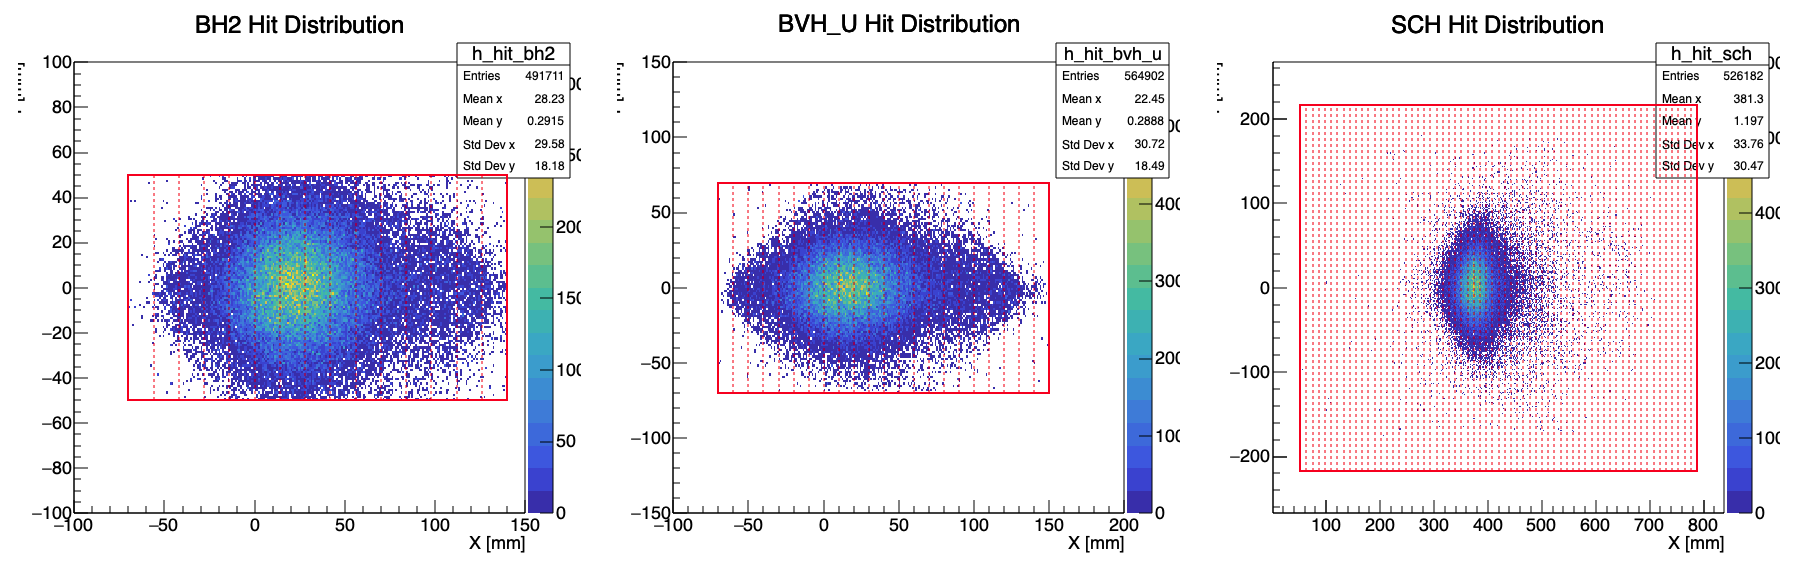 BH2 Hit Distribution
h_hit_bh2
Entries 491711
Mean x 28.23
Mean y 0.2915
Std Dev x 29.58
Std Dev y 18.18
100
80
60
40
20
0
−20
−40
−60
−80
−100
−100 −50 0 50 100 150
X [mm]
200
150
100
50
0
BVH_U Hit Distribution
h_hit_bvh_u
Entries 564902
Mean x 22.45
Mean y 0.2888
Std Dev x 30.72
Std Dev y 18.49
150
100
50
0
−50
−100
−150
−100 −50 0 50 100 150 200
X [mm]
400
300
200
100
0
SCH Hit Distribution
h_hit_sch
Entries 526182
Mean x 381.3
Mean y 1.197
Std Dev x 33.76
Std Dev y 30.47
200
100
0
−100
−200
100 200 300 400 500 600 700 800
X [mm]
400
300
200
100
0